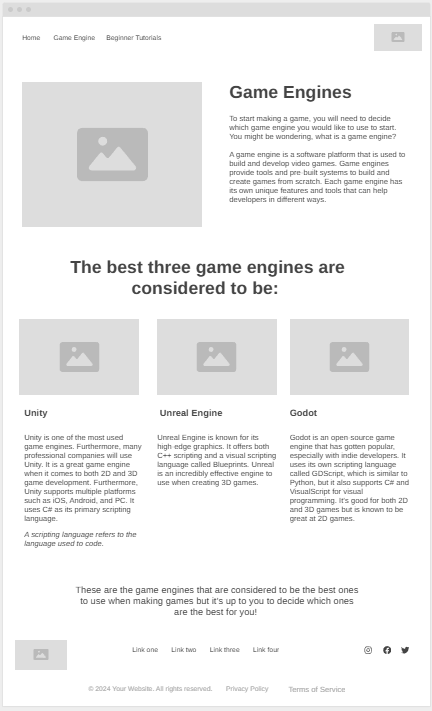 Home Game Engine Beginner Tutorials
Game Engines
To start making a game, you will need to decide
which game engine you would like to use to start.
You might be wondering, what is a game engine?
A game engine is a software platform that is used to
build and develop video games. Game engines
provide tools and pre-built systems to build and
create games from scratch. Each game engine has
its own unique features and tools that can help
developers in different ways.
The best three game engines are
considered to be:
Unity
Unity is one of the most used
game engines. Furthermore, many
professional companies will use
Unity. It is a great game engine
when it comes to both 2D and 3D
game development. Furthermore,
Unity supports multiple platforms
such as iOS, Android, and PC. It
uses C# as its primary scripting
language.
A scripting language refers to the
language used to code.
Unreal Engine
Unreal Engine is known for its
high edge graphics. It offers both
C++ scripting and a visual scripting
language called Blueprints. Unreal
is an incredibly effective engine to
use when creating 3D games.
Godot
Godot is an open source game
engine that has gotten popular,
especially with indie developers. It
uses its own scripting language
called GDScript, which is similar to
Python, but it also supports C# and
VisualScript for visual
programming. It's good for both 2D
and 3D games but is known to be
great at 2D games.
These are the game engines that are considered to be the best ones
to use when making games but it's up to you to decide which ones
are the best for you!
Link one Link two Link three Link four
© 2024 Your Website. All rights reserved. Privacy Policy Terms of Service